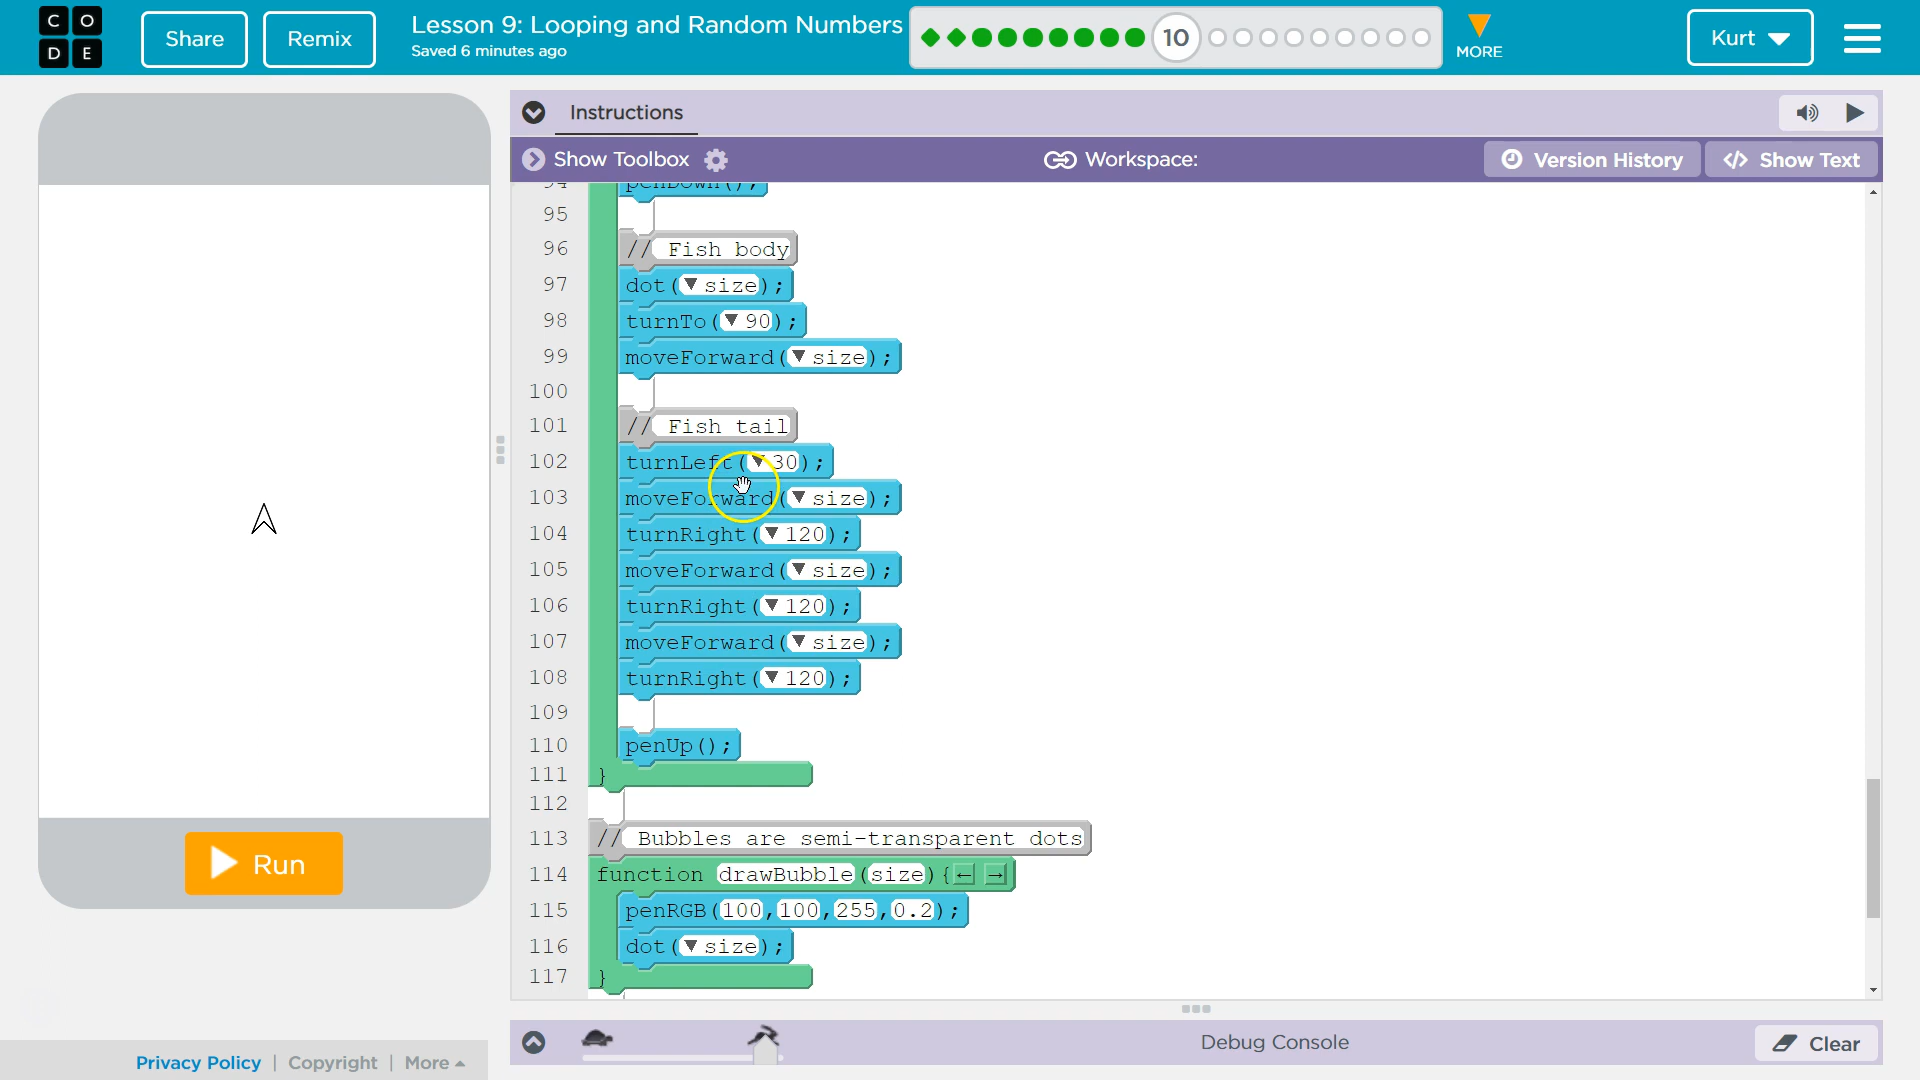 CODE
Share
Remix
Lesson 9: Looping and Random Numbers
Saved 6 minutes ago
10
MORE
Kurt
Instructions
Show Toolbox
Workspace:
Version History
</> Show Text
94 penDown();
95
96 // Fish body
97 dot(▼ size);
98 turnTo(▼ 90);
99 moveForward(▼ size);
100
101 // Fish tail
102 turnLeft(▼ 30);
103 moveForward(▼ size);
104 turnRight(▼ 120);
105 moveForward(▼ size);
106 turnRight(▼ 120);
107 moveForward(▼ size);
108 turnRight(▼ 120);
109
110 penUp();
111 }
112
113 // Bubbles are semi-transparent dots
114 function drawBubble(size){← →
115 penRGB(100,100,255,0.2);
116 dot(▼ size);
117 }
Run
Debug Console
Clear
Privacy Policy | Copyright | More